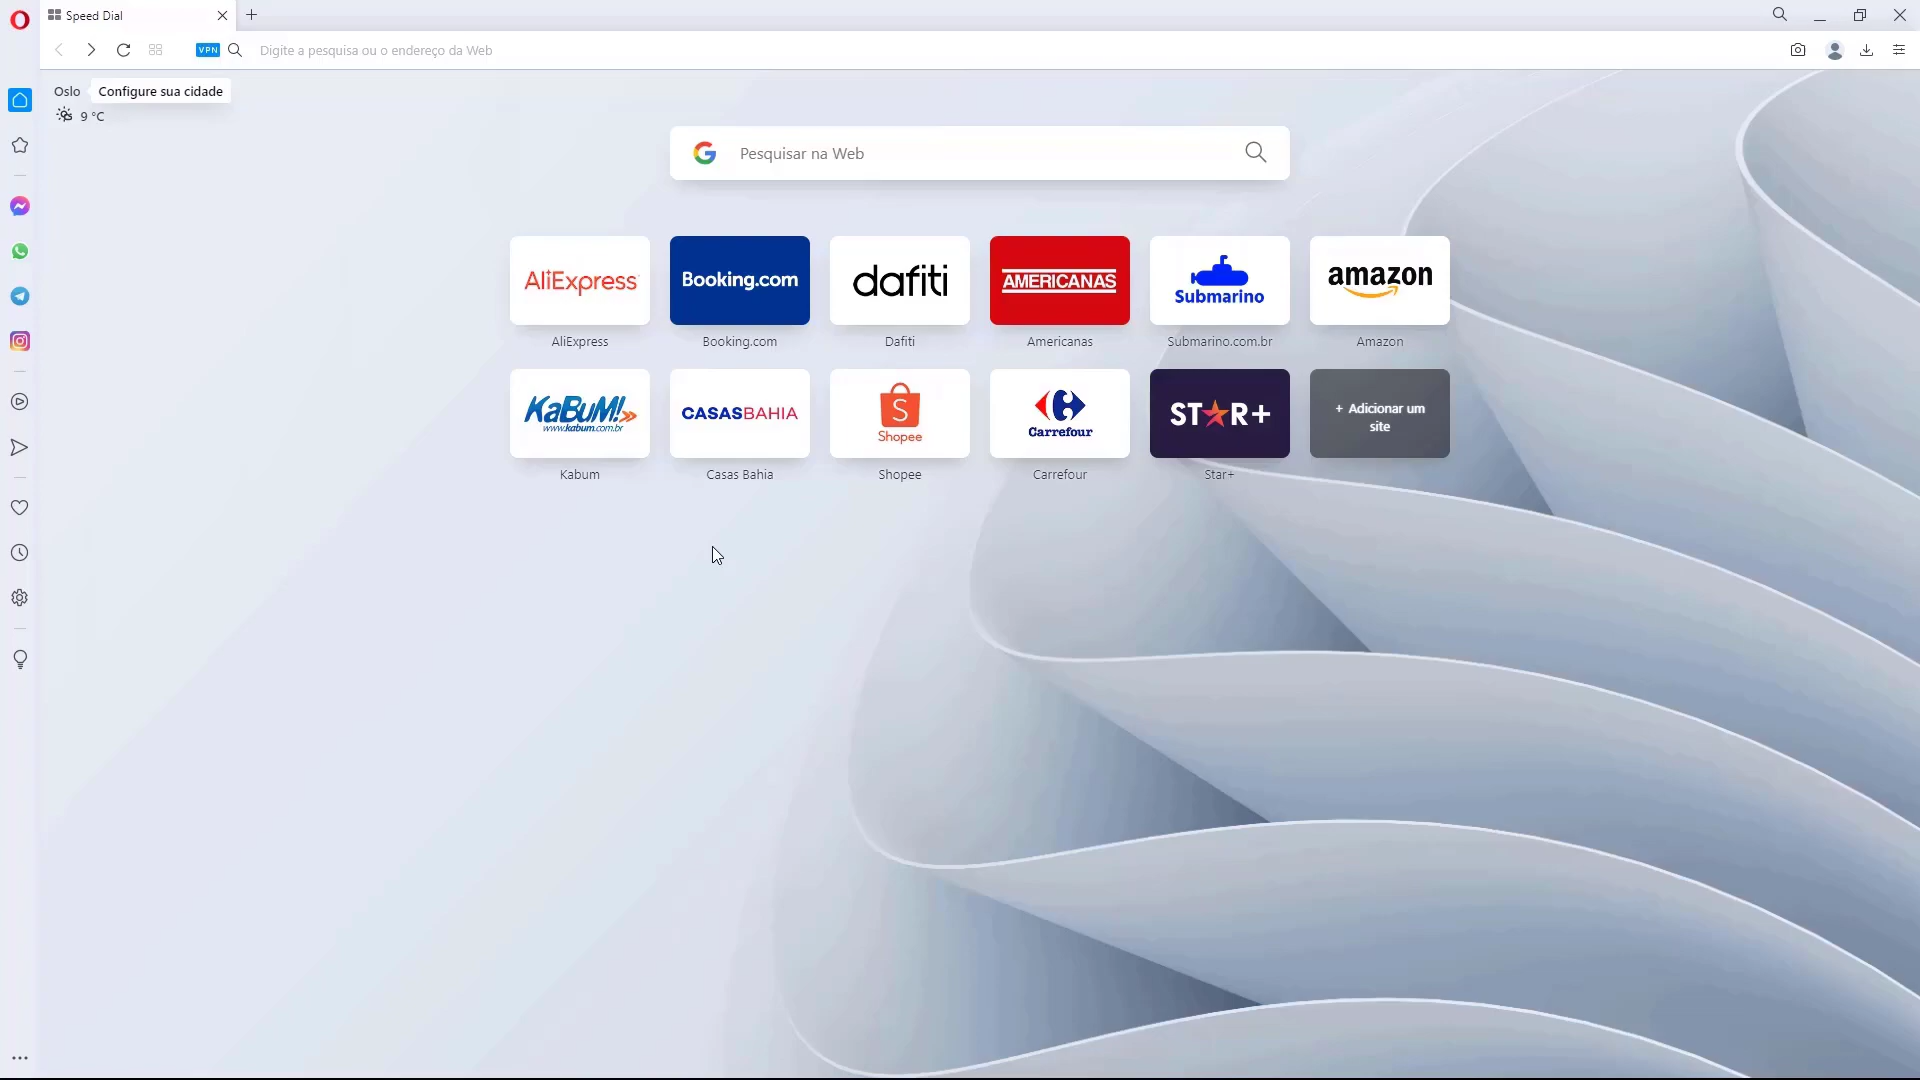 Speed Dial
VPN
Digite a pesquisa ou o endereço da Web
Oslo
Configure sua cidade
9 °C
Pesquisar na Web
AliExpress
Booking.com
dafiti
AMERICANAS
Submarino
amazon
AliExpress
Booking.com
Dafiti
Americanas
Submarino.com.br
Amazon
KaBuM!
www.kabum.com.br
CASASBAHIA
S
Shopee
Carrefour
ST★R+
+ Adicionar um
site
Kabum
Casas Bahia
Shopee
Carrefour
Star+